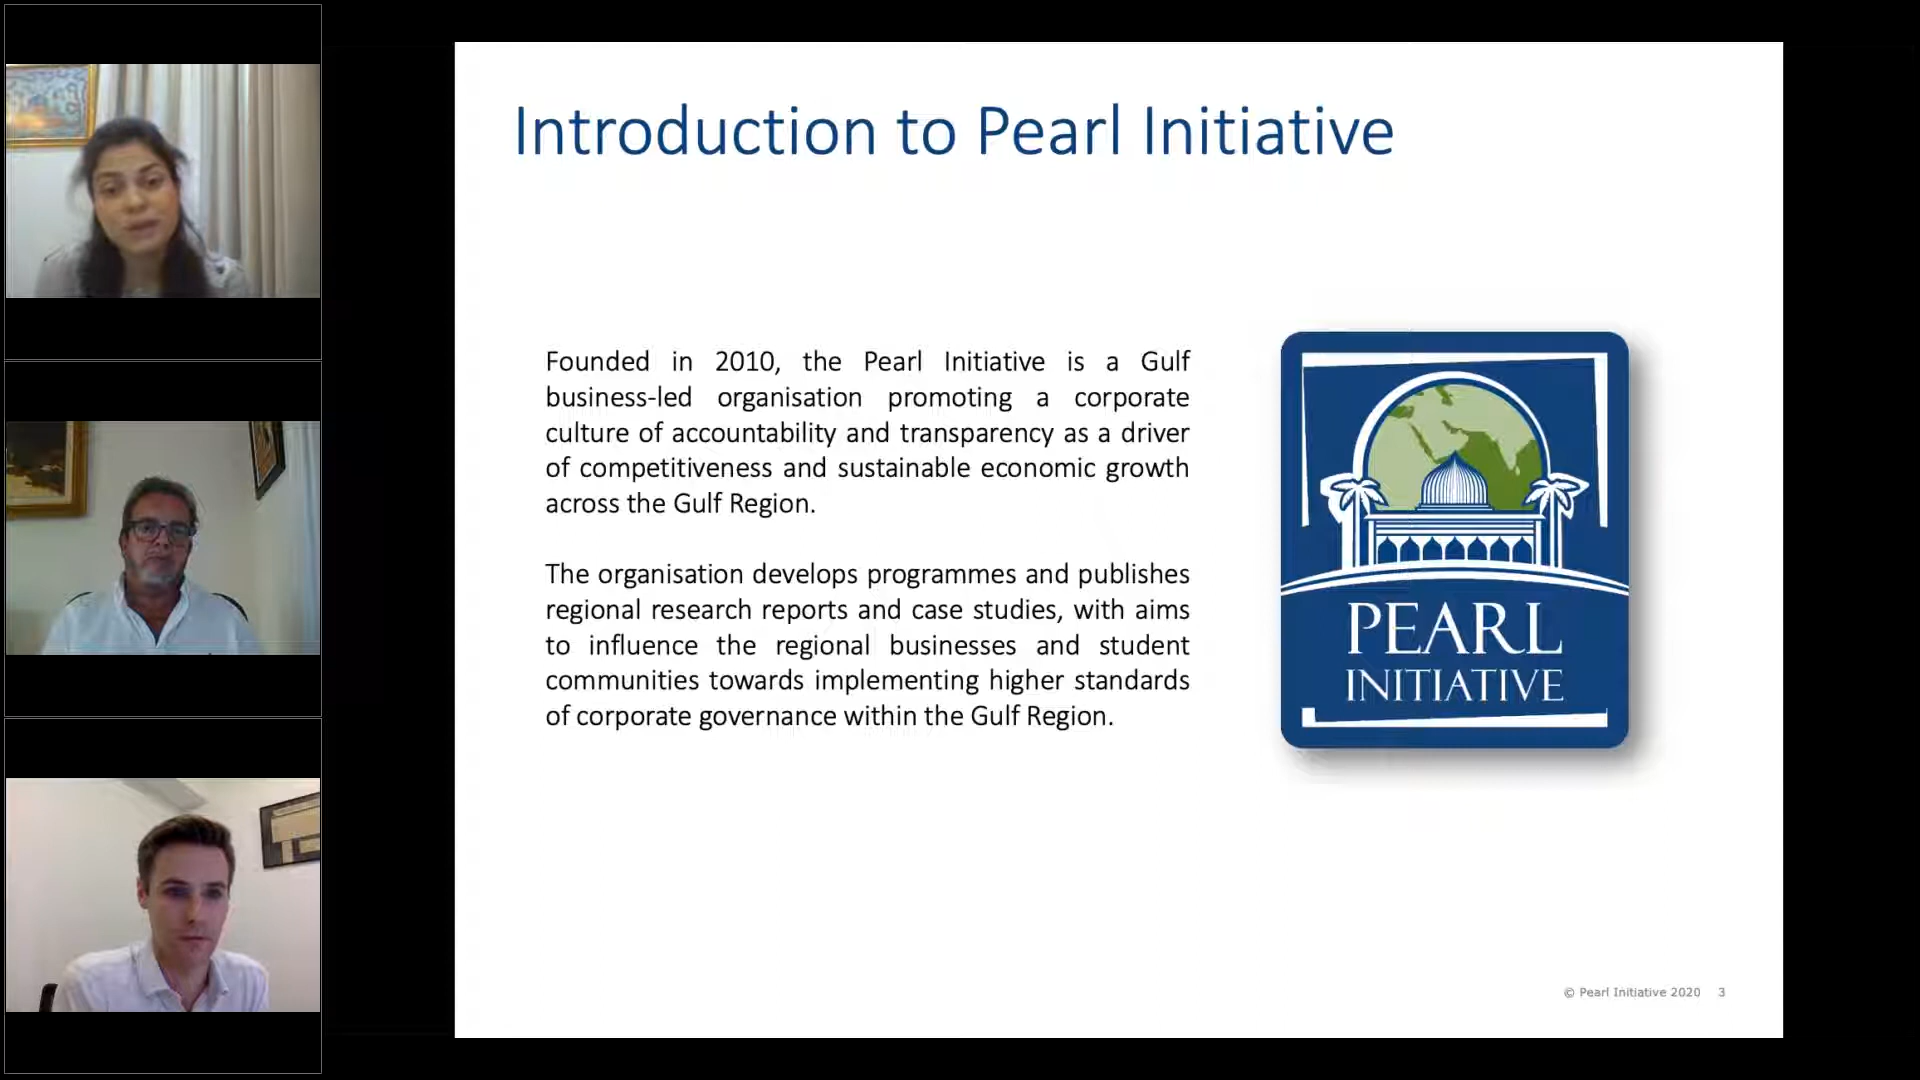 Introduction to Pearl Initiative
Founded in 2010, the Pearl Initiative is a Gulf
business-led organisation promoting a corporate
culture of accountability and transparency as a driver
of competitiveness and sustainable economic growth
across the Gulf Region.
The organisation develops programmes and publishes
regional research reports and case studies, with aims
to influence the regional businesses and student
communities towards implementing higher standards
of corporate governance within the Gulf Region.
PEARL
INITIATIVE
© Pearl Initiative 2020 3